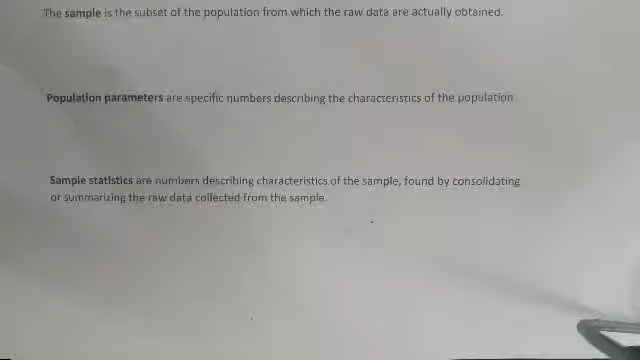 The sample is the subset of the population from which the raw data are actually obtained.
Population parameters are specific numbers describing the characteristics of the population
Sample statistics are numbers describing characteristics of the sample, found by consolidating
or summarizing the raw data collected from the sample.